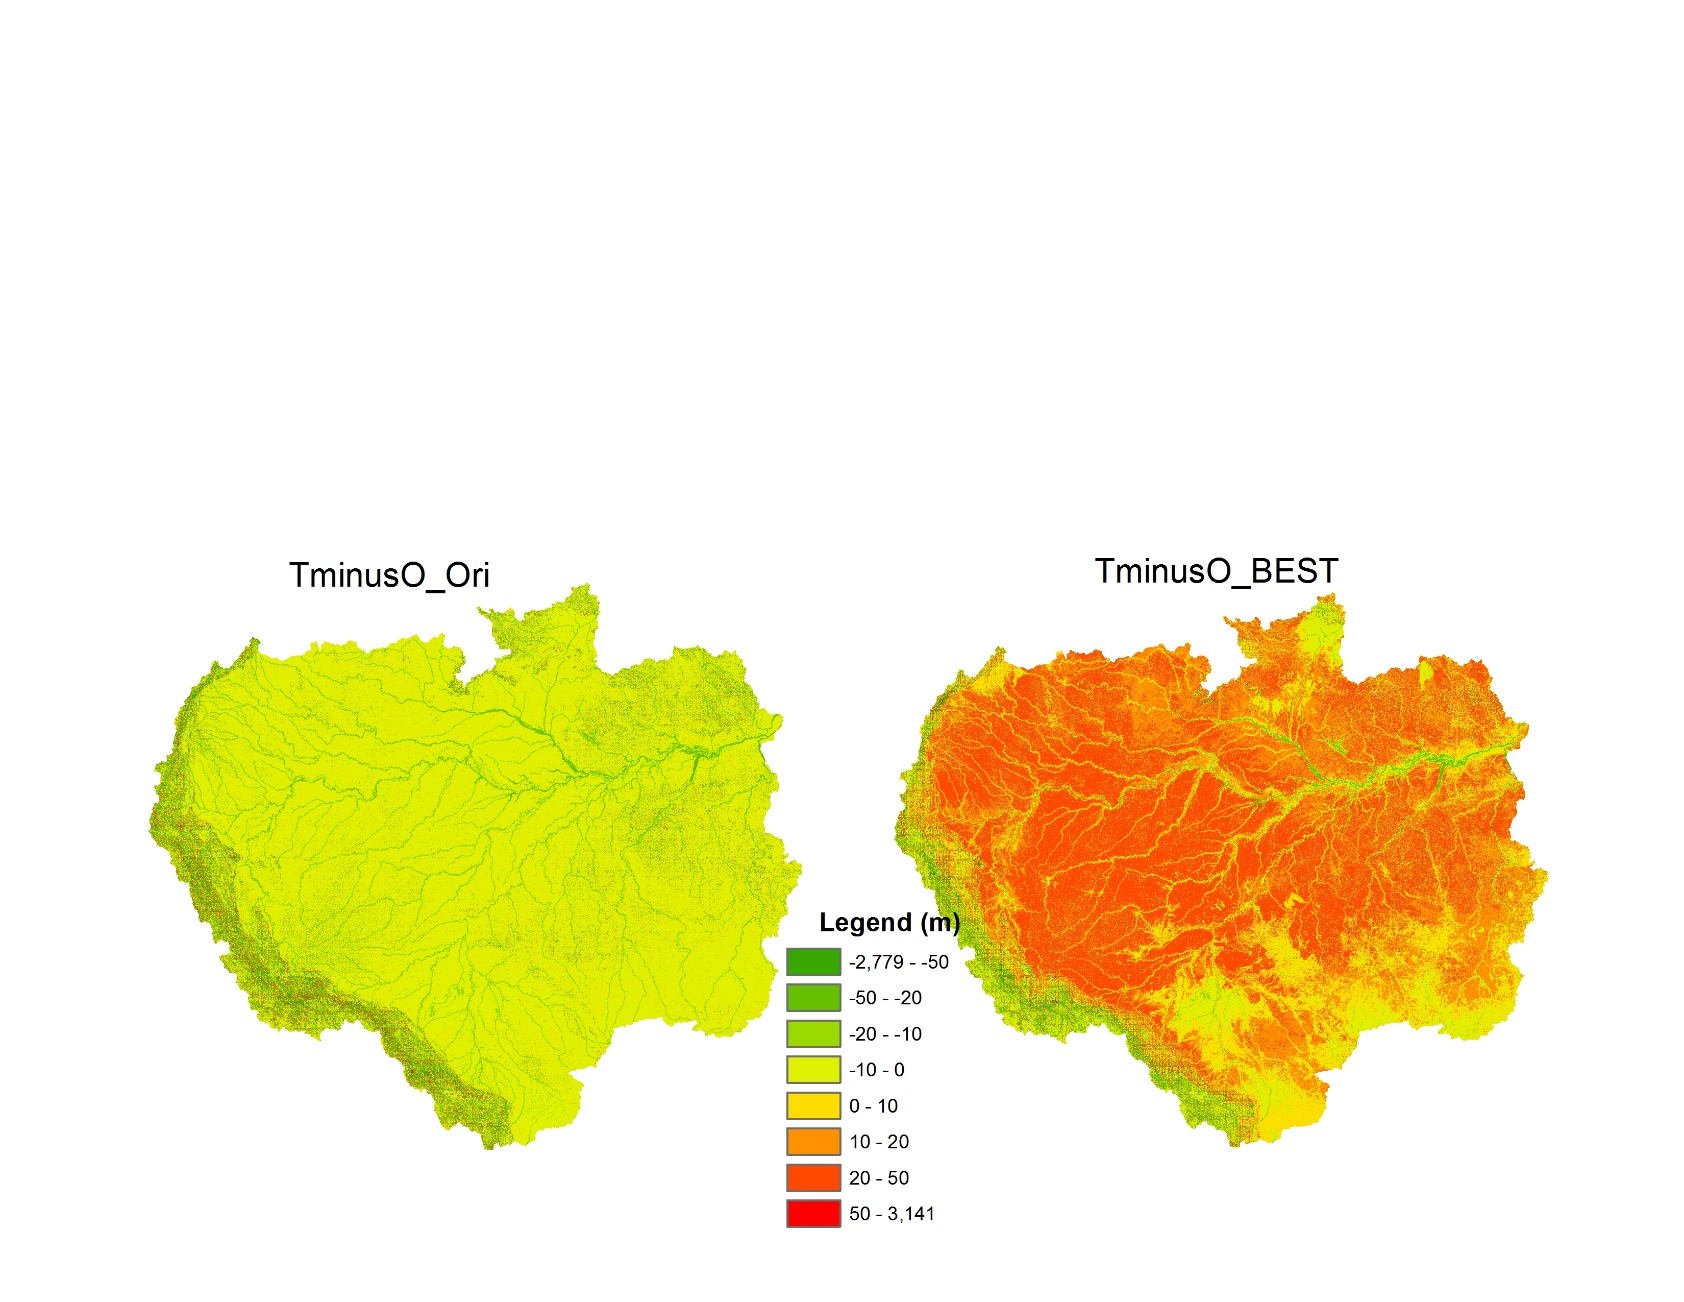 TminusO_Ori
TminusO_BEST
Legend (m)
-2,779 - -50
-50 - -20
-20 - -10
-10 - 0
0 - 10
10 - 20
20 - 50
50 - 3,141